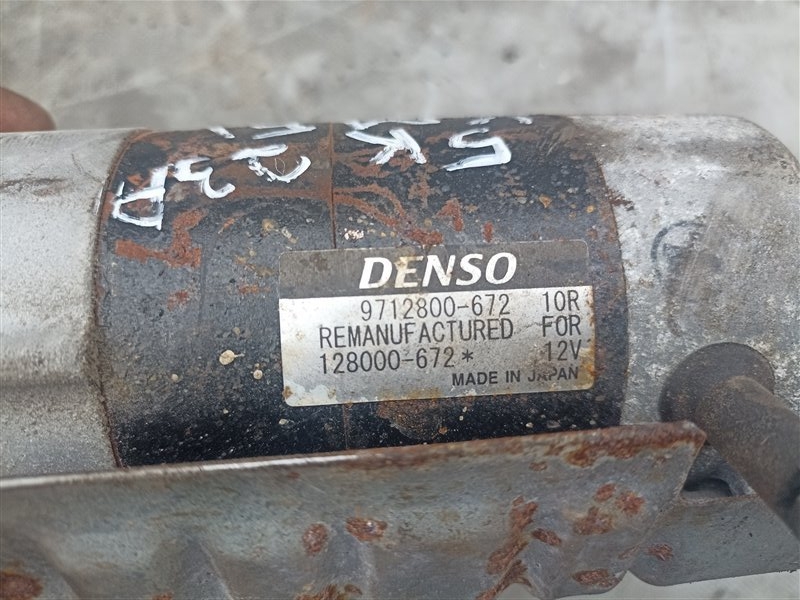 DENSO
9712800-672 10R
REMANUFACTURED FOR
128000-672* 12V
MADE IN JAPAN